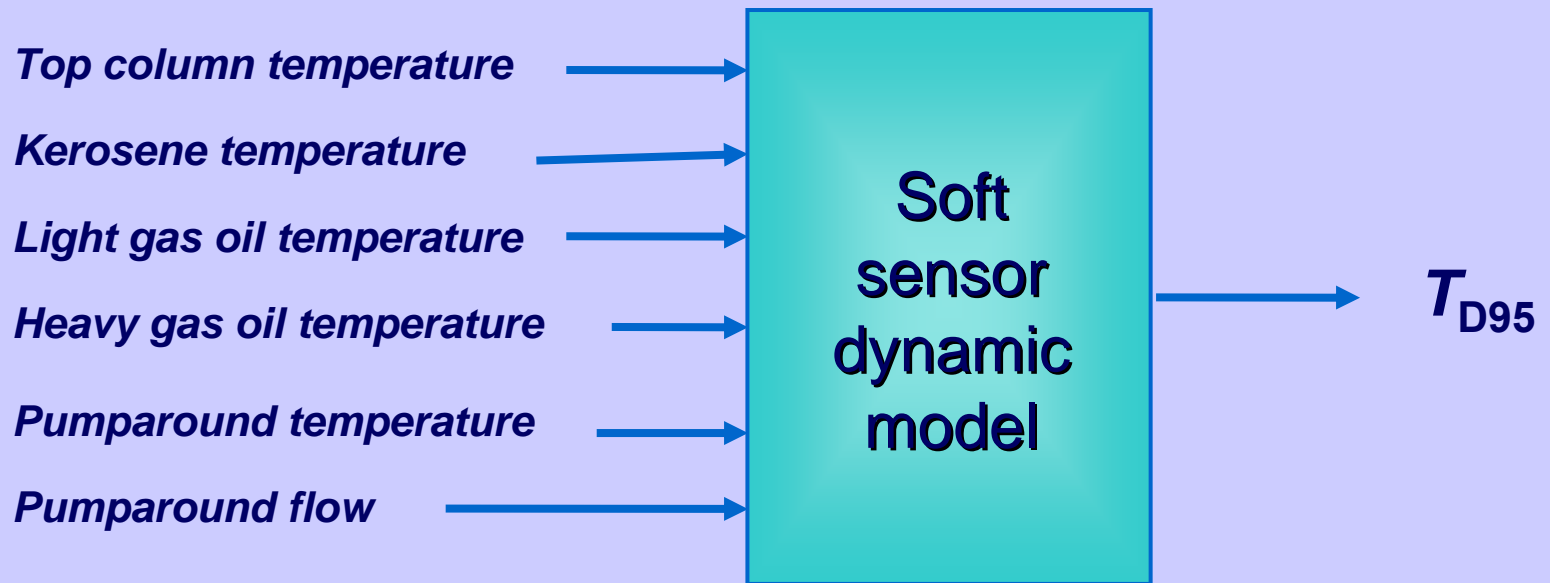 Top column temperature
Kerosene temperature
Light gas oil temperature
Heavy gas oil temperature
Pumparound temperature
Pumparound flow
Soft
sensor
dynamic
model
T_D95